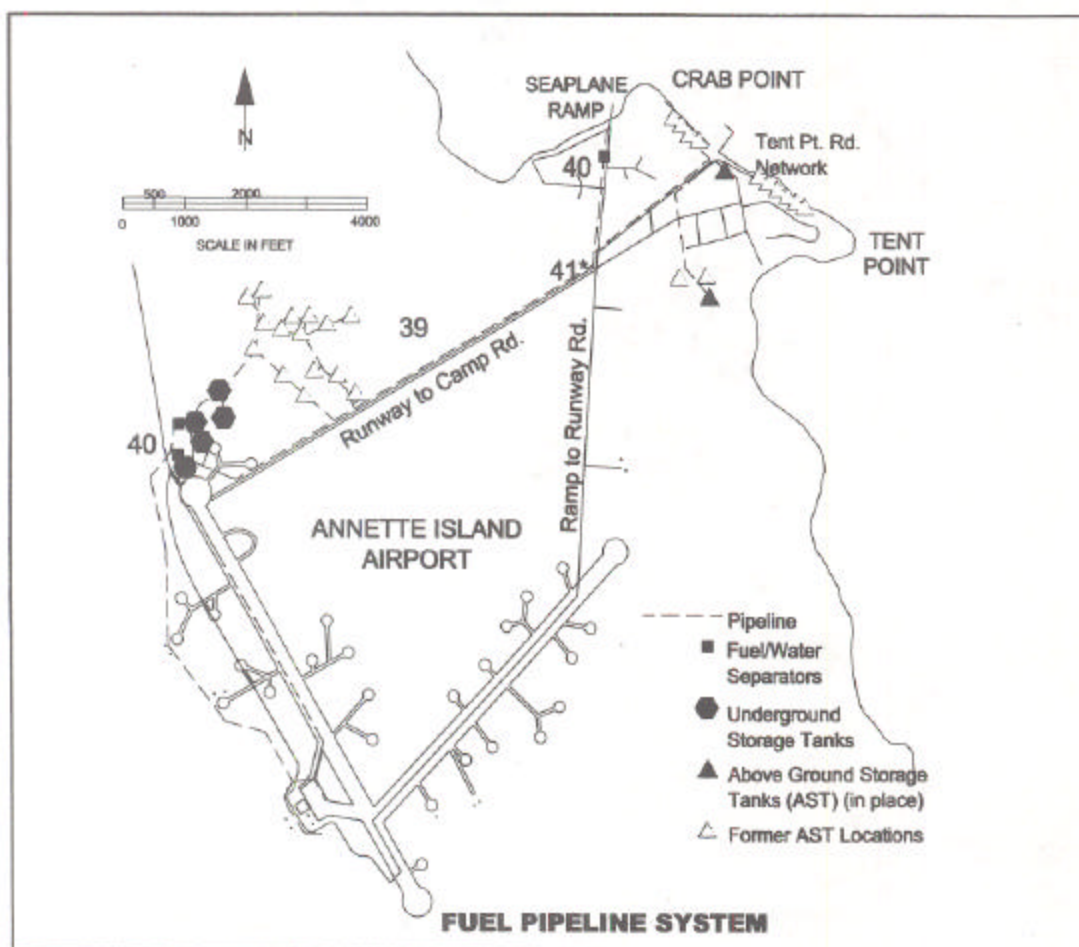 SEAPLANE
RAMP
CRAB POINT
Tent Pt. Rd.
Network
N
40
500 2000
0 1000 4000
SCALE IN FEET
TENT
POINT
41*
39
Runway to Camp Rd.
Ramp to Runway Rd.
40
ANNETTE ISLAND
AIRPORT
Pipeline
Fuel/Water
Separators
Underground
Storage Tanks
Above Ground Storage
Tanks (AST) (in place)
Former AST Locations
FUEL PIPELINE SYSTEM